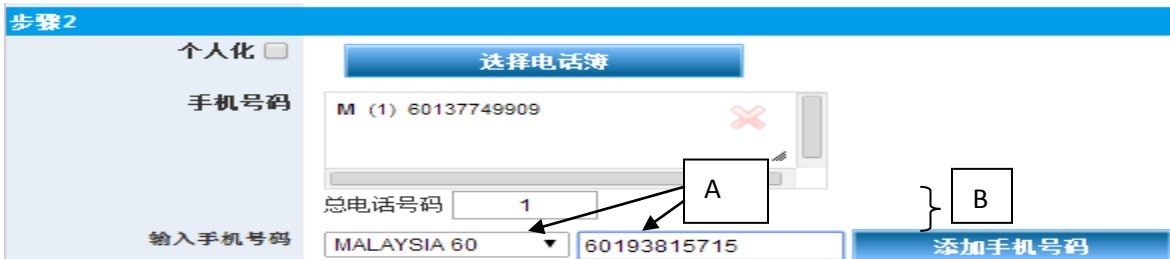 步骤2
个人化 选择电话簿
手机号码 M (1) 60137749909
A
B
总电话号码 1
输入手机号码 MALAYSIA 60 60193815715 添加手机号码